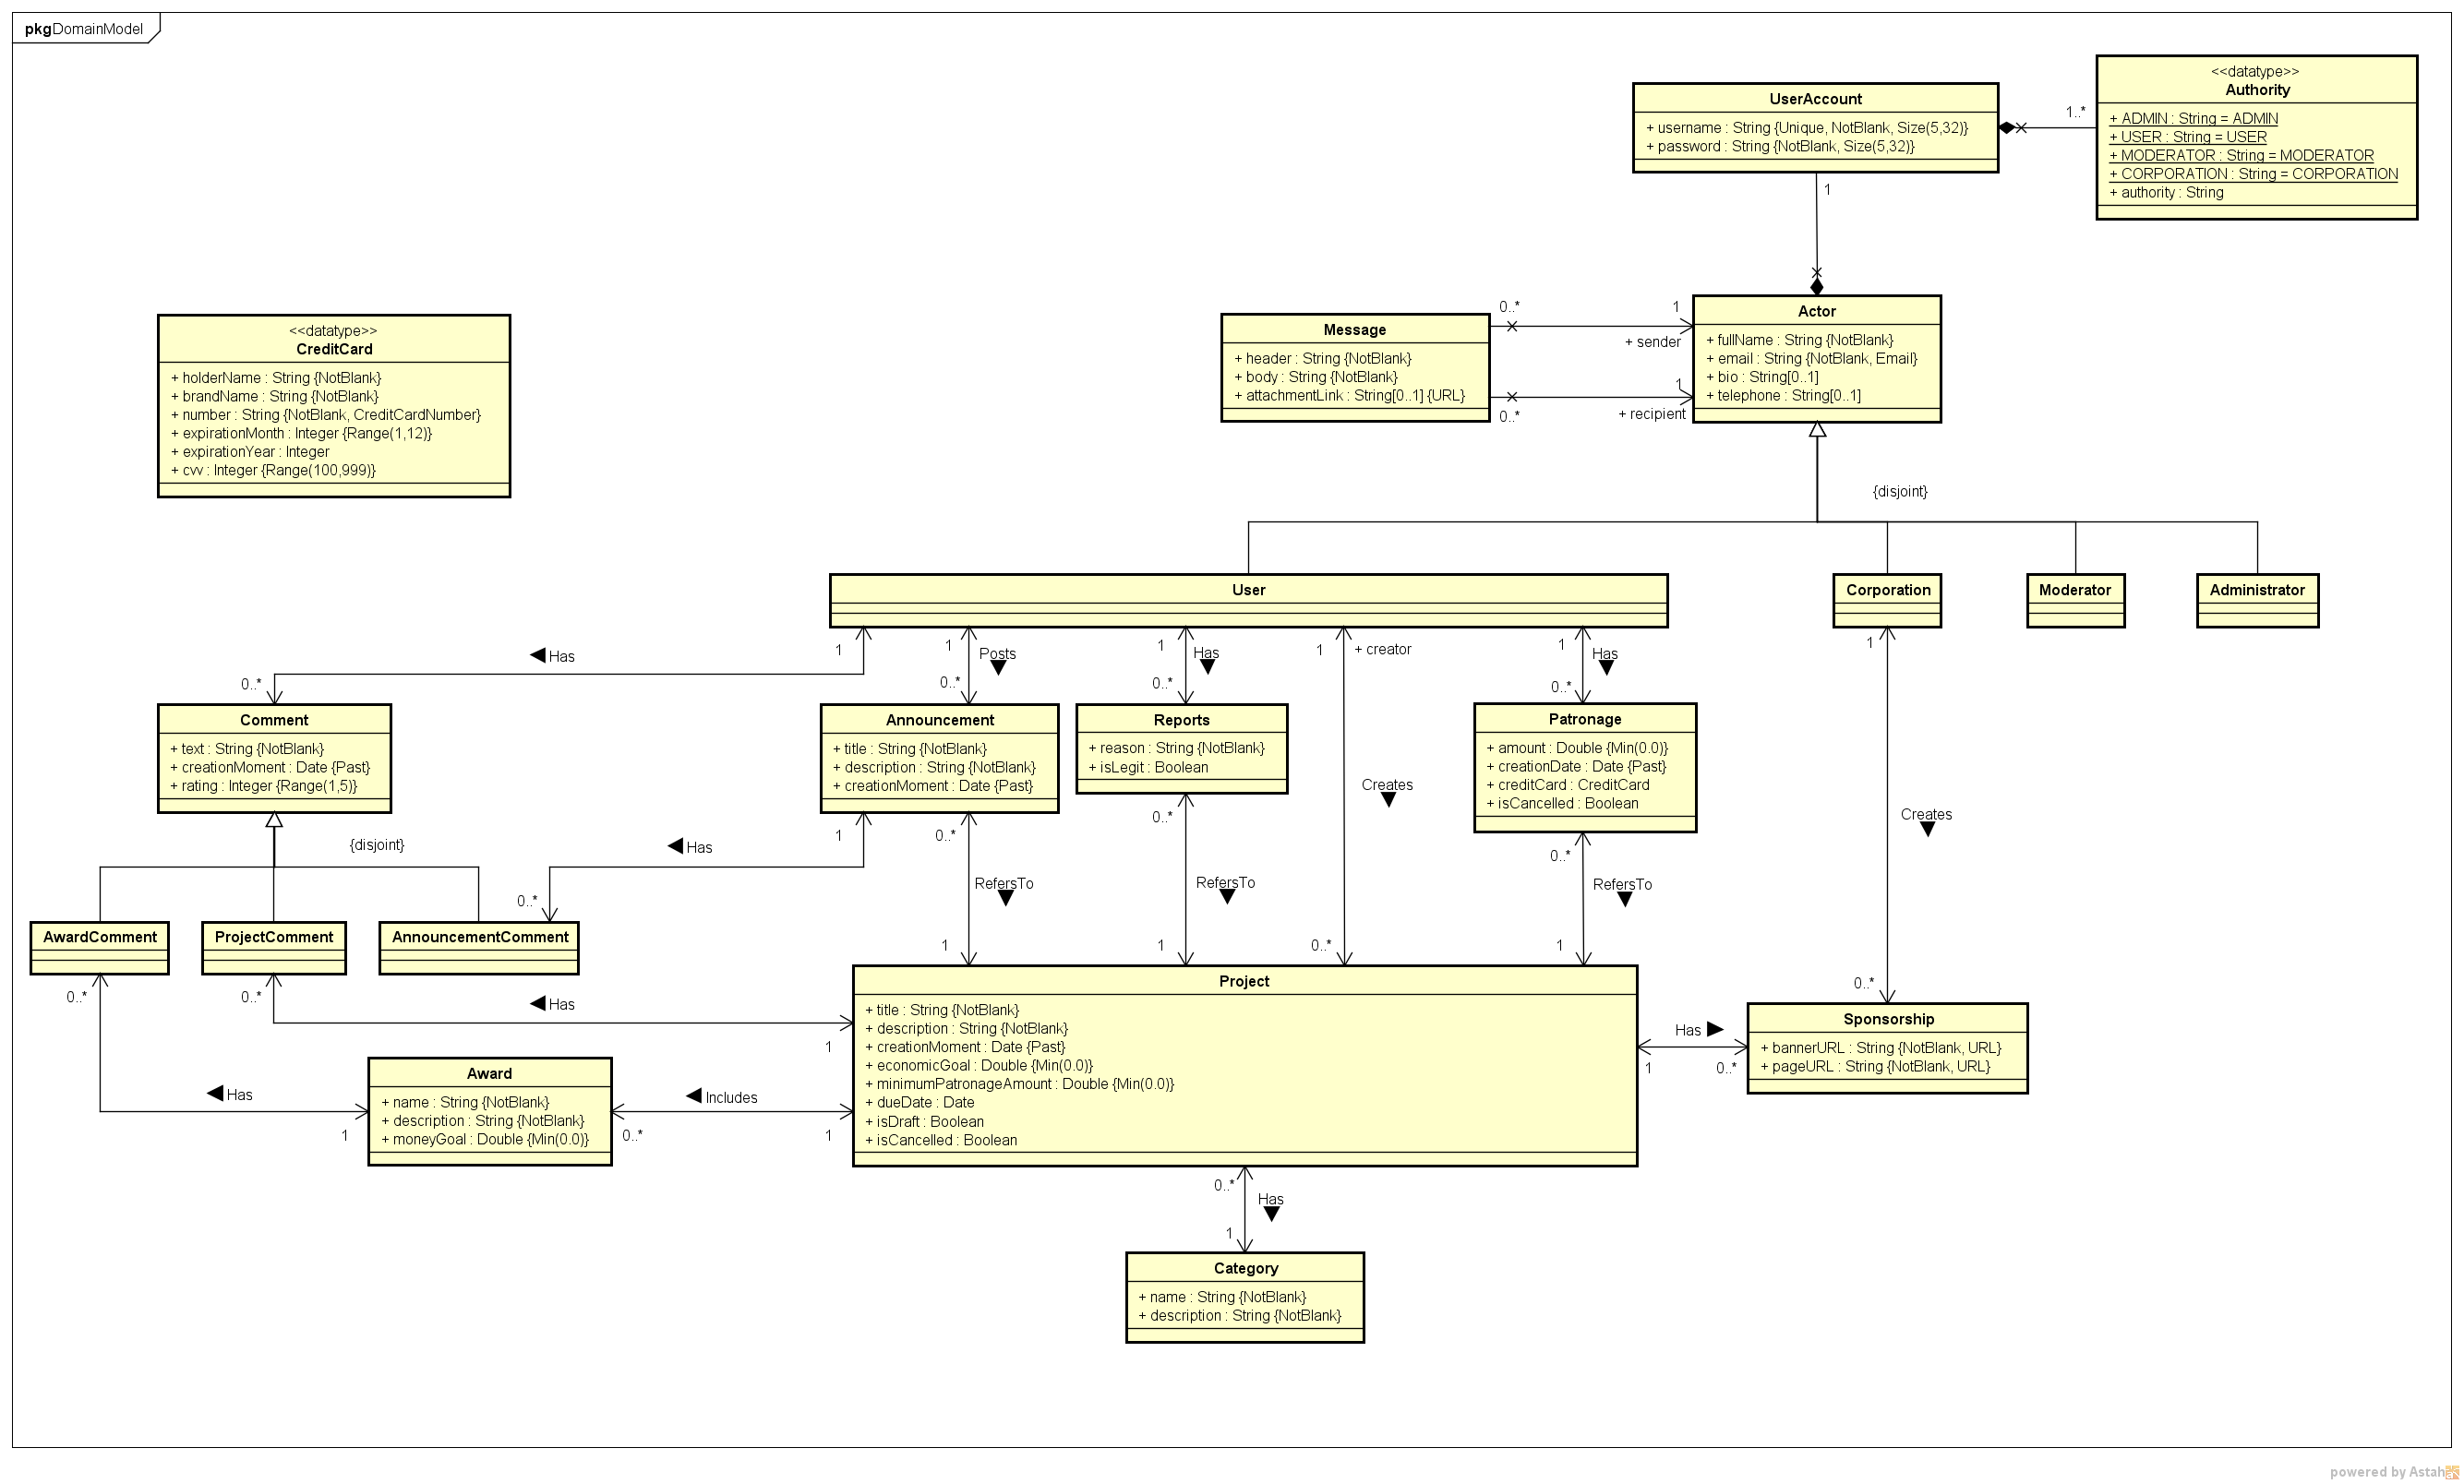 pkg DomainModel
<<datatype>>
Authority
+ ADMIN : String = ADMIN
+ USER : String = USER
+ MODERATOR : String = MODERATOR
+ CORPORATION : String = CORPORATION
+ authority : String
UserAccount
+ username : String {Unique, NotBlank, Size(5,32)}
+ password : String {NotBlank, Size(5,32)}
1..*
1
<<datatype>>
CreditCard
+ holderName : String {NotBlank}
+ brandName : String {NotBlank}
+ number : String {NotBlank, CreditCardNumber}
+ expirationMonth : Integer {Range(1,12)}
+ expirationYear : Integer
+ cvv : Integer {Range(100,999)}
Message
+ header : String {NotBlank}
+ body : String {NotBlank}
+ attachmentLink : String[0..1] {URL}
0..*
1
+ sender
1
0..*
+ recipient
Actor
+ fullName : String {NotBlank}
+ email : String {NotBlank, Email}
+ bio : String[0..1]
+ telephone : String[0..1]
{disjoint}
User
Corporation
Moderator
Administrator
1
Has
0..*
1
Posts
0..*
1
Has
0..*
1
+ creator
1
Has
0..*
1
Comment
+ text : String {NotBlank}
+ creationMoment : Date {Past}
+ rating : Integer {Range(1,5)}
Announcement
+ title : String {NotBlank}
+ description : String {NotBlank}
+ creationMoment : Date {Past}
Reports
+ reason : String {NotBlank}
+ isLegit : Boolean
Creates
Patronage
+ amount : Double {Min(0.0)}
+ creationDate : Date {Past}
+ creditCard : CreditCard
+ isCancelled : Boolean
Creates
{disjoint}
1
Has
0..*
0..*
RefersTo
1
0..*
RefersTo
1
0..*
0..*
RefersTo
1
0..*
AwardComment
ProjectComment
AnnouncementComment
0..*
0..*
Has
1
Project
+ title : String {NotBlank}
+ description : String {NotBlank}
+ creationMoment : Date {Past}
+ economicGoal : Double {Min(0.0)}
+ minimumPatronageAmount : Double {Min(0.0)}
+ dueDate : Date
+ isDraft : Boolean
+ isCancelled : Boolean
Has
1
0..*
Sponsorship
+ bannerURL : String {NotBlank, URL}
+ pageURL : String {NotBlank, URL}
Has
1
Award
+ name : String {NotBlank}
+ description : String {NotBlank}
+ moneyGoal : Double {Min(0.0)}
Includes
0..*
1
0..*
Has
1
Category
+ name : String {NotBlank}
+ description : String {NotBlank}
powered by Astah